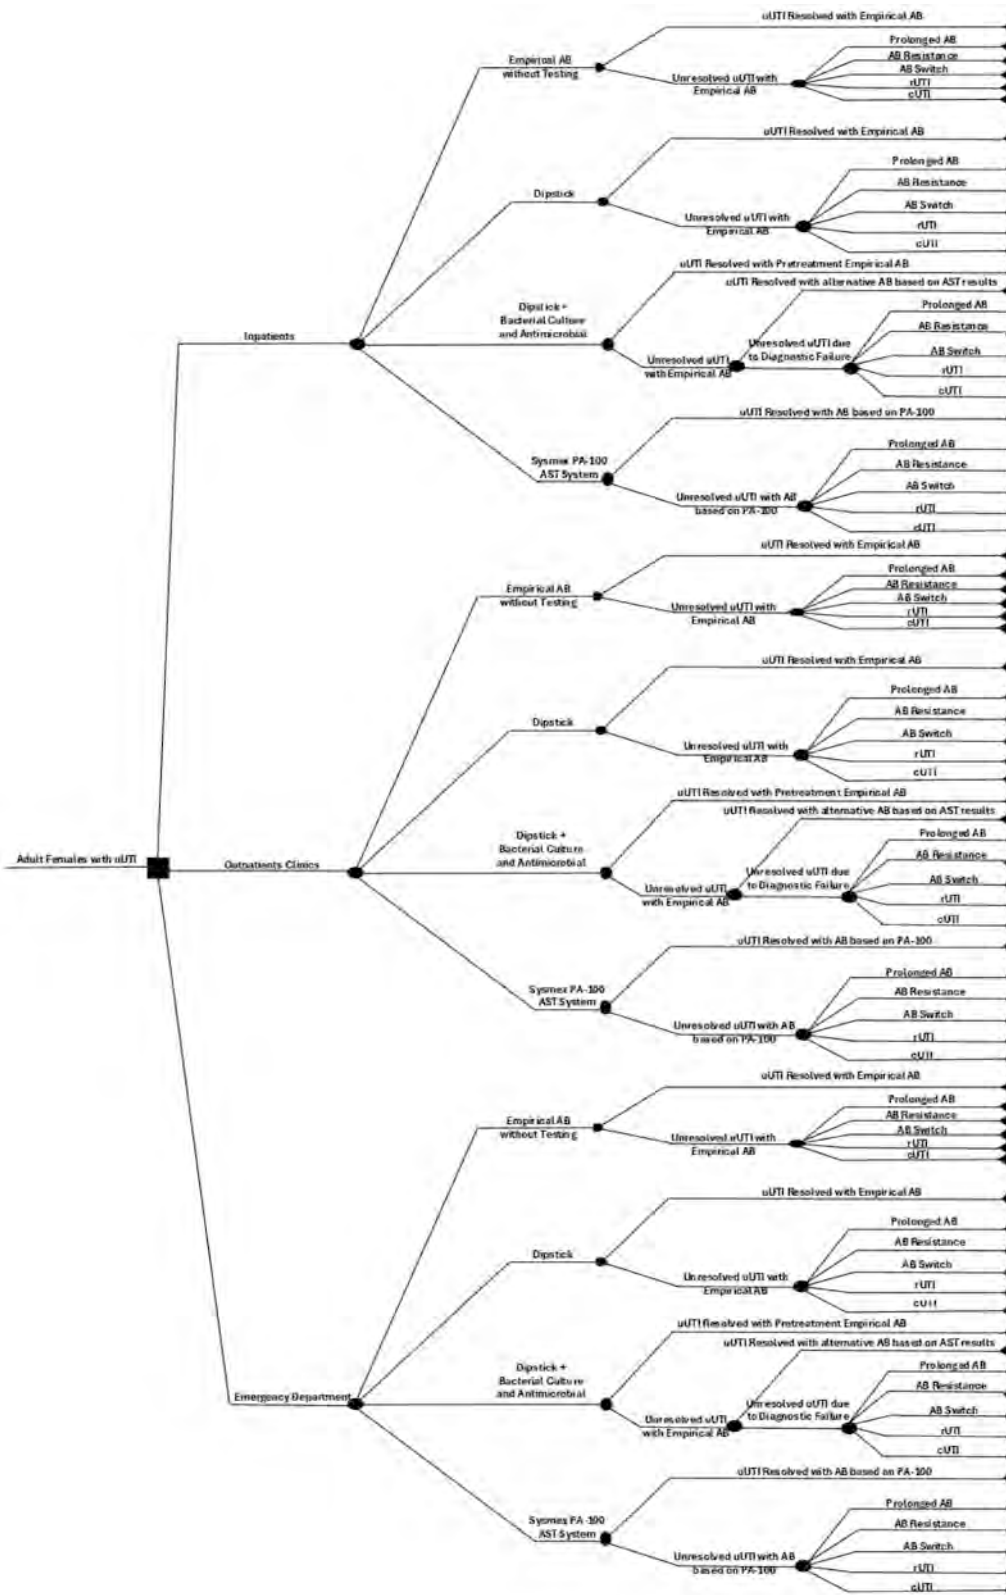 uUTI Resolved with Empirical AB
Prolonged AB
Empirical AB
without Testing
AB Resistance
AB Switch
Unresolved uUTI with
Empirical AB
rUTI
cUTI
uUTI Resolved with Empirical AB
Prolonged AB
AB Resistance
Dipstick
AB Switch
Unresolved uUTI with
Empirical AB
rUTI
cUTI
uUTI Resolved with Pretreatment Empirical AB
uUTI Resolved with alternative AB based on AST results
Dipstick +
Bacterial Culture
and Antimicrobial
Prolonged AB
AB Resistance
Inpatients
Unresolved uUTI due
to Diagnostic Failure
AB Switch
Unresolved uUTI
with Empirical AB
rUTI
cUTI
uUTI Resolved with AB based on PA-100
Prolonged AB
Sysmex PA-100
AST System
AB Resistance
AB Switch
Unresolved uUTI with AB
based on PA-100
rUTI
cUTI
uUTI Resolved with Empirical AB
Prolonged AB
Empirical AB
without Testing
AB Resistance
AB Switch
Unresolved uUTI with
Empirical AB
rUTI
cUTI
uUTI Resolved with Empirical AB
Prolonged AB
AB Resistance
Dipstick
AB Switch
Unresolved uUTI with
Empirical AB
rUTI
cUTI
uUTI Resolved with Pretreatment Empirical AB
uUTI Resolved with alternative AB based on AST results
Dipstick +
Bacterial Culture
and Antimicrobial
Prolonged AB
AB Resistance
Adult Females with uUTI
Outpatients Clinics
Unresolved uUTI due
to Diagnostic Failure
AB Switch
Unresolved uUTI
with Empirical AB
rUTI
cUTI
uUTI Resolved with AB based on PA-100
Prolonged AB
Sysmex PA-100
AST System
AB Resistance
AB Switch
Unresolved uUTI with AB
based on PA-100
rUTI
cUTI
uUTI Resolved with Empirical AB
Prolonged AB
Empirical AB
without Testing
AB Resistance
AB Switch
Unresolved uUTI with
Empirical AB
rUTI
cUTI
uUTI Resolved with Empirical AB
Prolonged AB
AB Resistance
Dipstick
AB Switch
Unresolved uUTI with
Empirical AB
rUTI
cUTI
uUTI Resolved with Pretreatment Empirical AB
uUTI Resolved with alternative AB based on AST results
Dipstick +
Bacterial Culture
and Antimicrobial
Prolonged AB
AB Resistance
Emergency Department
Unresolved uUTI due
to Diagnostic Failure
AB Switch
Unresolved uUTI
with Empirical AB
rUTI
cUTI
uUTI Resolved with AB based on PA-100
Prolonged AB
Sysmex PA-100
AST System
AB Resistance
AB Switch
Unresolved uUTI with AB
based on PA-100
rUTI
cUTI